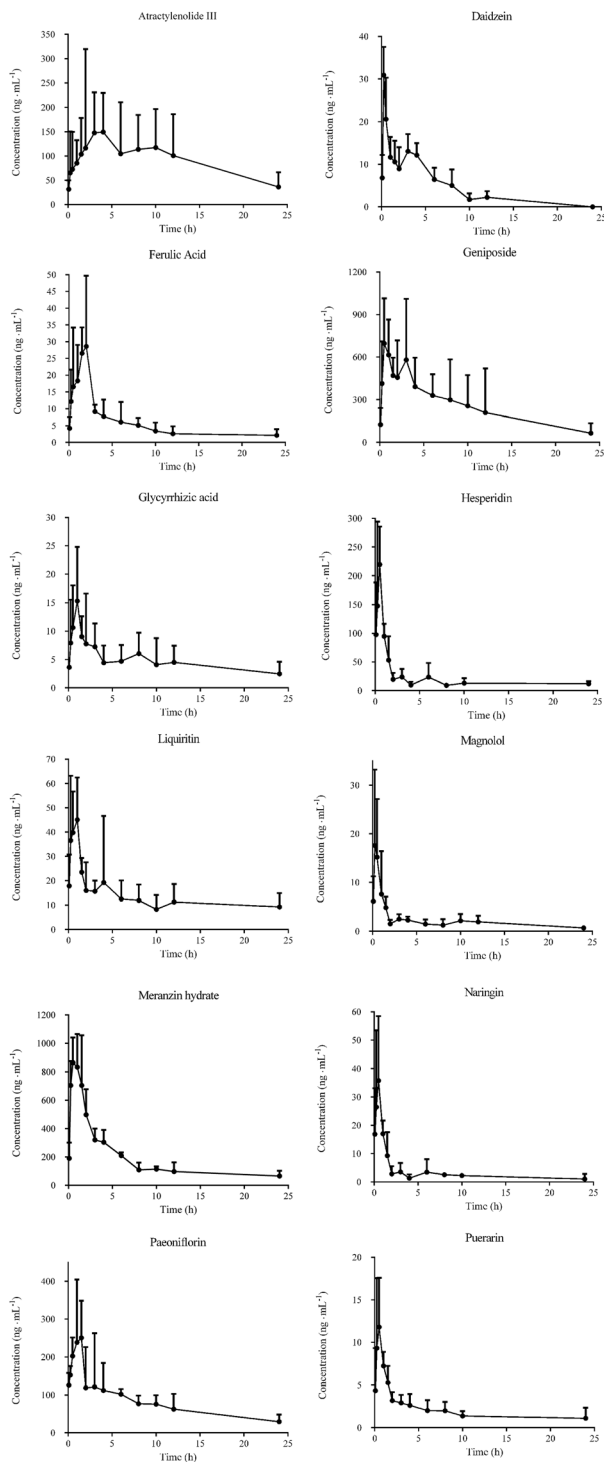 Atractylenolide III
Concentration (ng·mL⁻¹)
350
300
250
200
150
100
50
0
0 5 10 15 20 25
Time (h)
Daidzein
Concentration (ng·mL⁻¹)
40
30
20
10
0
0 5 10 15 20 25
Time (h)
Ferulic Acid
Concentration (ng·mL⁻¹)
50
45
40
35
30
25
20
15
10
5
0
0 5 10 15 20 25
Time (h)
Geniposide
Concentration (ng·mL⁻¹)
1200
900
600
300
0
0 5 10 15 20 25
Time (h)
Glycyrrhizic acid
Concentration (ng·mL⁻¹)
30
25
20
15
10
5
0
0 5 10 15 20 25
Time (h)
Hesperidin
Concentration (ng·mL⁻¹)
300
250
200
150
100
50
0
0 5 10 15 20 25
Time (h)
Liquiritin
Concentration (ng·mL⁻¹)
70
60
50
40
30
20
10
0
0 5 10 15 20 25
Time (h)
Magnolol
Concentration (ng·mL⁻¹)
30
20
10
0
0 5 10 15 20 25
Time (h)
Meranzin hydrate
Concentration (ng·mL⁻¹)
1200
1000
800
600
400
200
0
0 5 10 15 20 25
Time (h)
Naringin
Concentration (ng·mL⁻¹)
60
50
40
30
20
10
0
0 5 10 15 20 25
Time (h)
Paeoniflorin
Concentration (ng·mL⁻¹)
400
300
200
100
0
0 5 10 15 20 25
Time (h)
Puerarin
Concentration (ng·mL⁻¹)
20
15
10
5
0
0 5 10 15 20 25
Time (h)